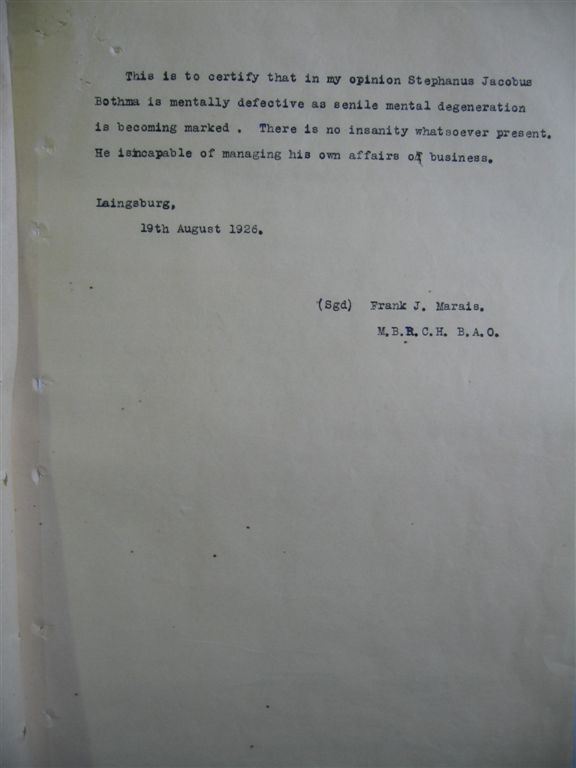 This is to certify that in my opinion Stephanus Jacobus
Bothma is mentally defective as senile mental degeneration
is becoming marked . There is no insanity whatsoever present.
He isincapable of managing his own affairs or business.
Laingsburg,
19th August 1926.
(Sgd) Frank J. Marais.
M.B.R.C.H. B.A.O.